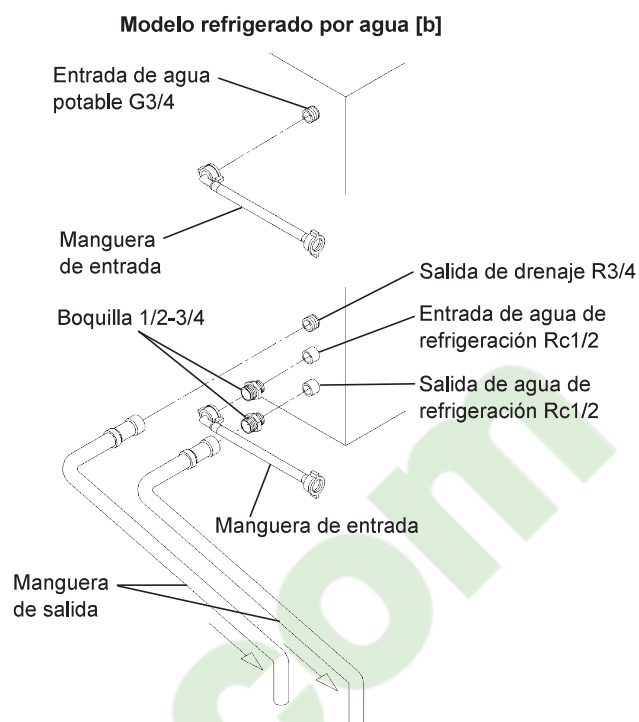 Modelo refrigerado por agua [b]
Entrada de agua
potable G3/4
Manguera
de entrada
Salida de drenaje R3/4
Boquilla 1/2-3/4
Entrada de agua de
refrigeración Rc1/2
Salida de agua de
refrigeración Rc1/2
Manguera de entrada
Manguera
de salida
com